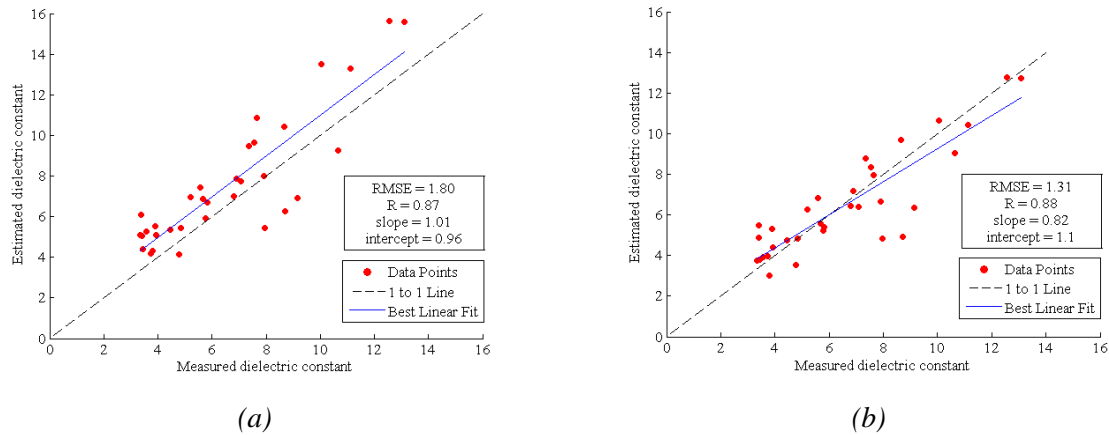 16
14
12
10
8
6
4
2
0
Estimated dielectric constant
RMSE = 1.80
R = 0.87
slope = 1.01
intercept = 0.96
Data Points
1 to 1 Line
Best Linear Fit
0 2 4 6 8 10 12 14 16
Measured dielectric constant
(a)
16
14
12
10
8
6
4
2
0
Estimated dielectric constant
RMSE = 1.31
R = 0.88
slope = 0.82
intercept = 1.1
Data Points
1 to 1 Line
Best Linear Fit
0 2 4 6 8 10 12 14 16
Measured dielectric constant
(b)